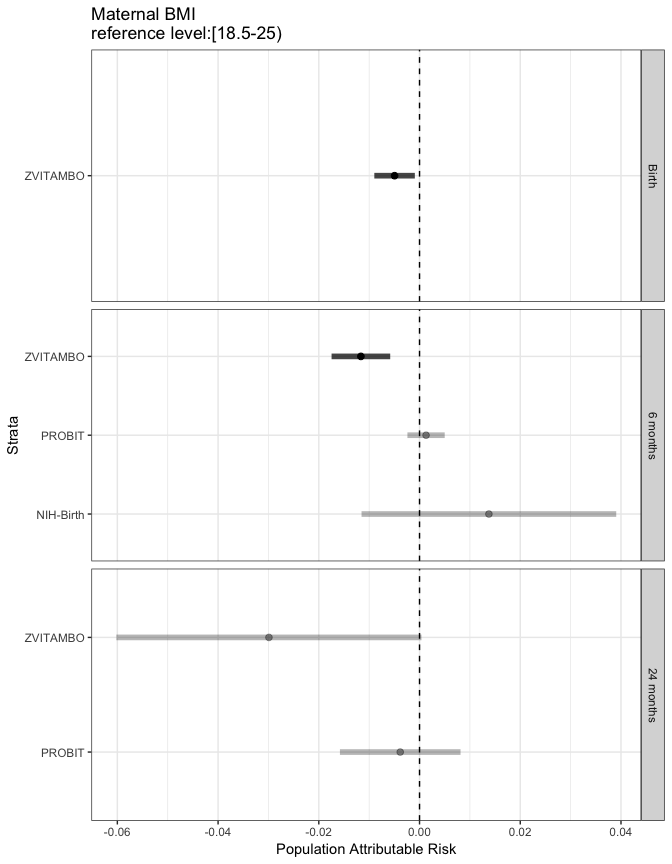 Maternal BMI
reference level:[18.5-25)
ZVITAMBO
Birth
ZVITAMBO
PROBIT
NIH-Birth
6 months
ZVITAMBO
PROBIT
24 months
Strata
-0.06 -0.04 -0.02 0.00 0.02 0.04
Population Attributable Risk